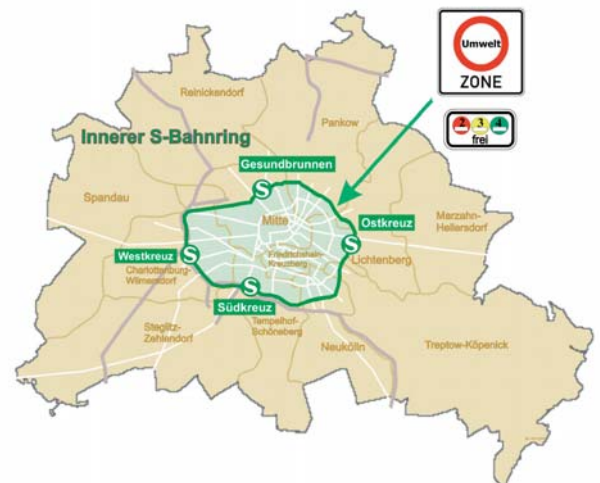 Umwelt
ZONE
2 3 4
frei
Reinickendorf
Pankow
Innerer S-Bahnring
Gesundbrunnen
S
Spandau
Mitte
Ostkreuz
Marzahn-
Hellersdorf
S
Westkreuz
S
Friedrichshain-
Kreuzberg
Lichtenberg
Charlottenburg-
Wilmersdorf
S
Südkreuz
Steglitz-
Zehlendorf
Tempelhof-
Schöneberg
Neukölln
Treptow-Köpenick